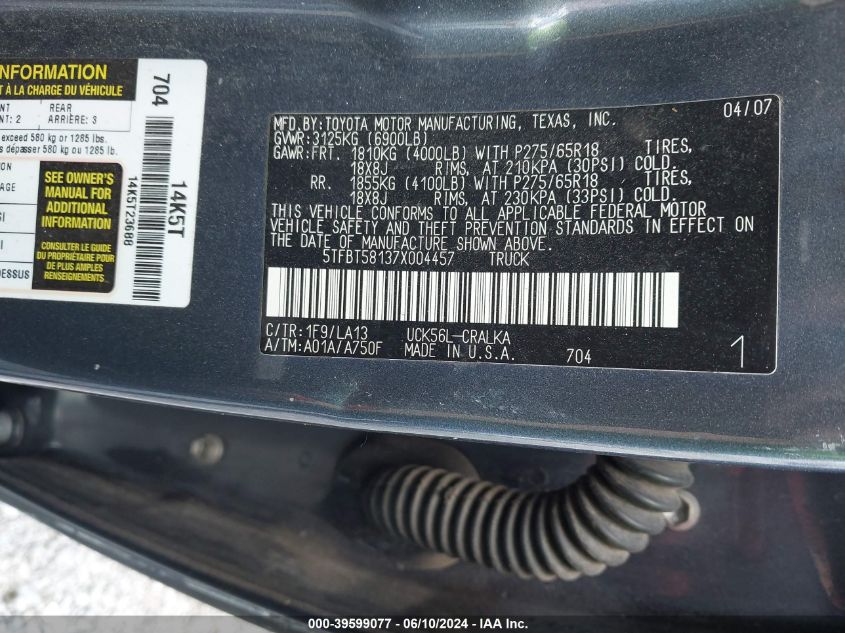 INFORMATION
T À LA CHARGE DU VÉHICULE
NT REAR
NT: 2 ARRIÈRE: 3
exceed 580 kg or 1285 lbs.
s dépasser 580 kg ou 1285 lbs.
SEE OWNER'S
MANUAL FOR
ADDITIONAL
INFORMATION
CONSULTER LE GUIDE
DU PROPRIÉTAIRE POUR
DE PLUS AMPLES
RENSEIGNEMENTS
DESSUS
704
14K5T
14K5T23688
04/07
MFD.BY:TOYOTA MOTOR MANUFACTURING, TEXAS, INC.
GVWR:3125KG (6900LB)
GAWR:FRT. 1810KG (4000LB) WITH P275/65R18 TIRES,
18X8J RIMS, AT 210KPA (30PSI) COLD.
RR. 1855KG (4100LB) WITH P275/65R18 TIRES,
18X8J RIMS, AT 230KPA (33PSI) COLD.
THIS VEHICLE CONFORMS TO ALL APPLICABLE FEDERAL MOTOR
VEHICLE SAFETY AND THEFT PREVENTION STANDARDS IN EFFECT ON
THE DATE OF MANUFACTURE SHOWN ABOVE.
5TFBT58137X004457 TRUCK
C/TR:1F9/LA13 UCK56L-CRALKA
A/TM:A01A/A750F MADE IN U.S.A. 704 1
000-39599077 - 06/10/2024 - IAA Inc.